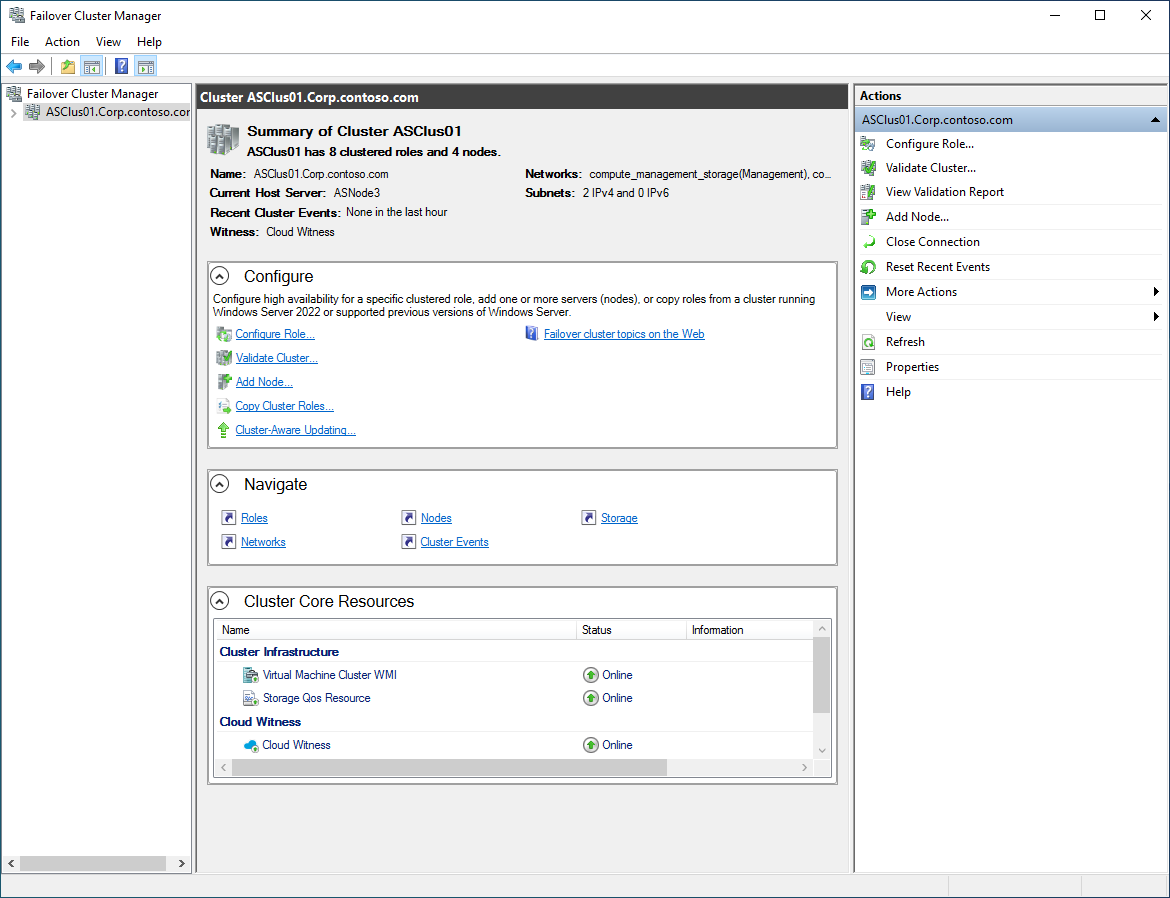 Failover Cluster Manager
File Action View Help
Failover Cluster Manager
ASClus01.Corp.contoso.cor
Cluster ASClus01.Corp.contoso.com
Summary of Cluster ASClus01
ASClus01 has 8 clustered roles and 4 nodes.
Name: ASClus01.Corp.contoso.com
Networks: compute_management_storage(Management), co...
Current Host Server: ASNode3
Subnets: 2 IPv4 and 0 IPv6
Recent Cluster Events: None in the last hour
Witness: Cloud Witness
Configure
Configure high availability for a specific clustered role, add one or more servers (nodes), or copy roles from a cluster running
Windows Server 2022 or supported previous versions of Windows Server.
Configure Role...
Failover cluster topics on the Web
Validate Cluster...
Add Node...
Copy Cluster Roles...
Cluster-Aware Updating...
Navigate
Roles
Nodes
Storage
Networks
Cluster Events
Cluster Core Resources
Name Status Information
Cluster Infrastructure
Virtual Machine Cluster WMI Online
Storage Qos Resource Online
Cloud Witness
Cloud Witness Online
Actions
ASClus01.Corp.contoso.com
Configure Role...
Validate Cluster...
View Validation Report
Add Node...
Close Connection
Reset Recent Events
More Actions
View
Refresh
Properties
Help